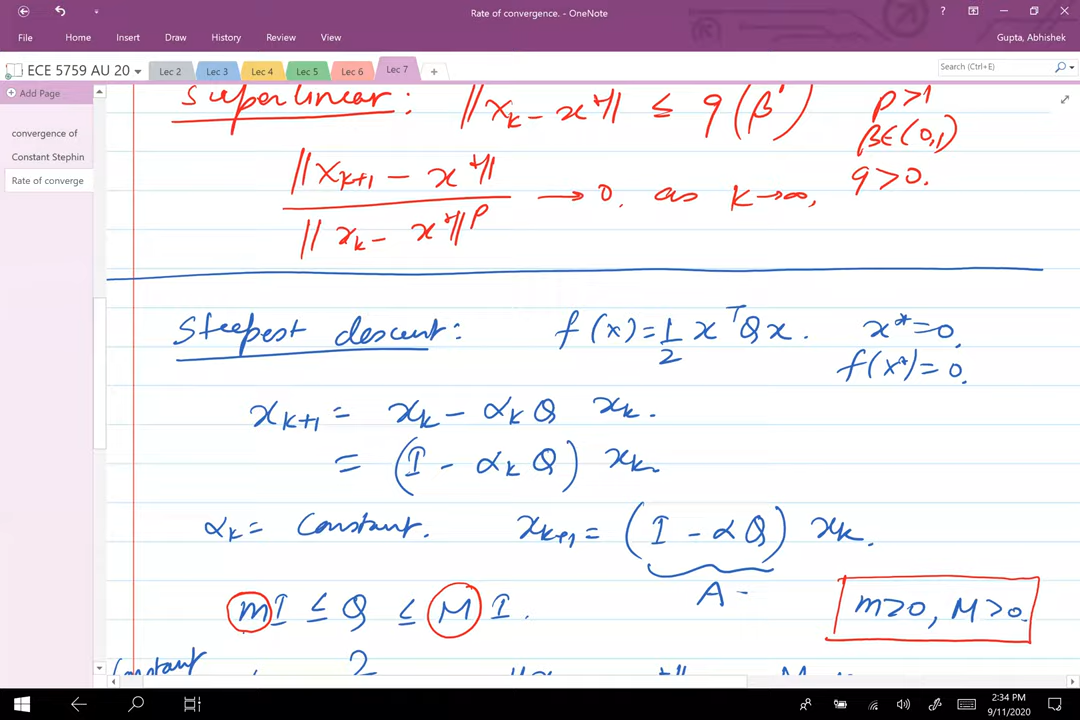 Rate of convergence. - OneNote
?
File Home Insert Draw History Review View
Gupta, Abhishek
ECE 5759 AU 20 Lec 2 Lec 3 Lec 4 Lec 5 Lec 6 Lec 7
Search (Ctrl+E)
Add Page
convergence of
Constant Stephin
Rate of converge
Superlinear: ||x_k - x*|| ≤ q(β ) p>1
β∈(0,1)
q>0.
||x_{k+1} - x*|| / ||x_k - x*||^p → 0. as k→∞,
Steepest descent: f(x) = 1/2 x^T Q x. x*=0.
f(x*)=0.
x_{k+1} = x_k - α_k Q x_k.
= (I - α_k Q) x_k
α_k = Constant. x_{k+1} = (I - αQ) x_k.
A -
mI ≤ Q ≤ M I. m>0, M>0.
Constant 2
2:34 PM
9/11/2020